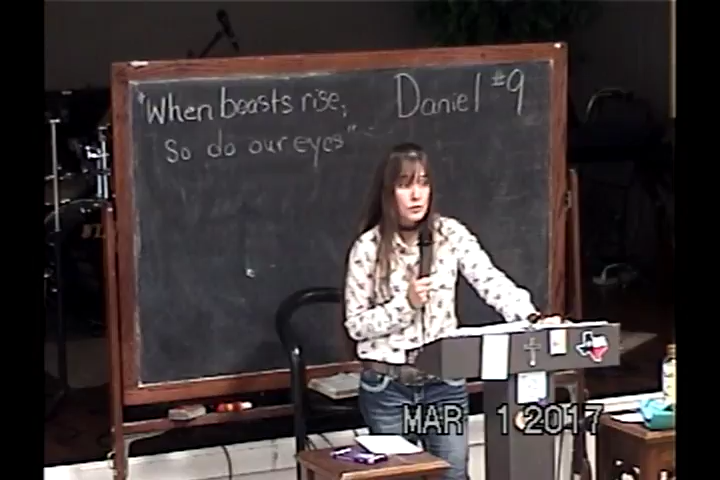 "When beasts rise,
So do our eyes"
Daniel #9
MAR 1 2017